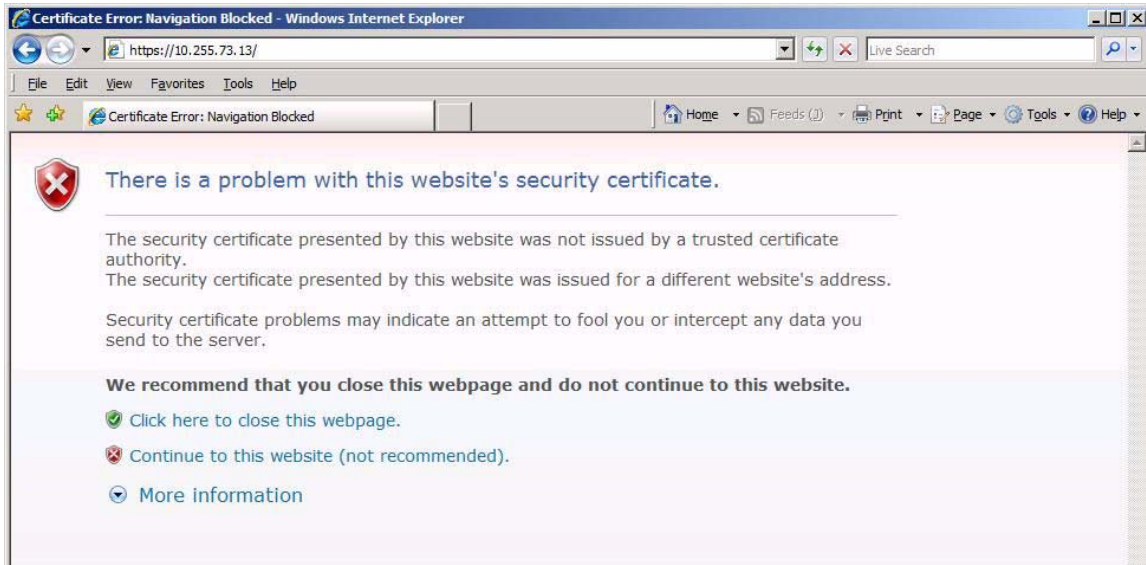 Certificate Error: Navigation Blocked - Windows Internet Explorer
https://10.255.73.13/
Live Search
File Edit View Favorites Tools Help
Certificate Error: Navigation Blocked
Home Feeds (J) Print Page Tools Help
There is a problem with this website's security certificate.
The security certificate presented by this website was not issued by a trusted certificate
authority.
The security certificate presented by this website was issued for a different website's address.
Security certificate problems may indicate an attempt to fool you or intercept any data you
send to the server.
We recommend that you close this webpage and do not continue to this website.
Click here to close this webpage.
Continue to this website (not recommended).
More information